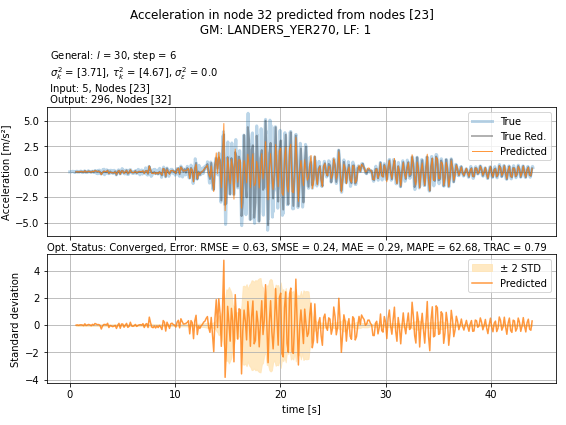 Acceleration in node 32 predicted from nodes [23]
GM: LANDERS_YER270, LF: 1
General: l = 30, step = 6
σ²ₖ = [3.71], τ²ₖ = [4.67], σ²ε = 0.0
Input: 5, Nodes [23]
Output: 296, Nodes [32]
Acceleration [m/s²]
5.0
2.5
0.0
−2.5
−5.0
True
True Red.
Predicted
Opt. Status: Converged, Error: RMSE = 0.63, SMSE = 0.24, MAE = 0.29, MAPE = 62.68, TRAC = 0.79
Standard deviation
4
2
0
−2
−4
± 2 STD
Predicted
0 10 20 30 40
time [s]